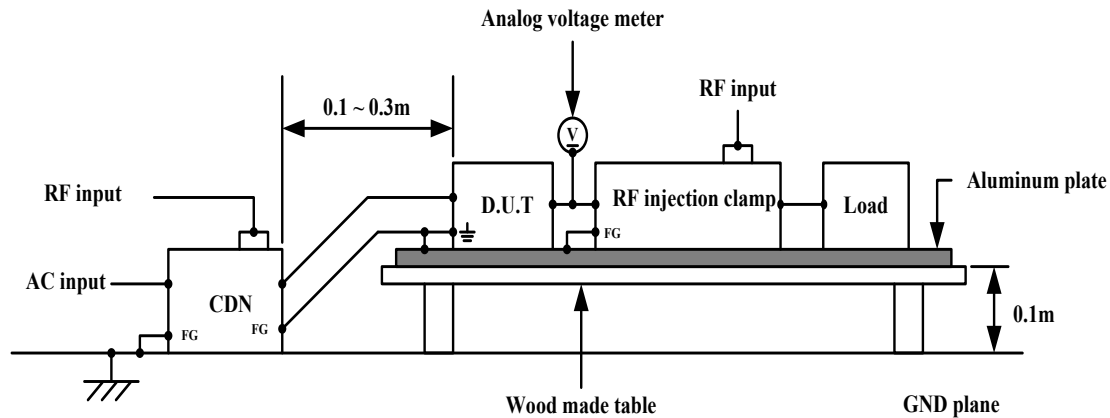 Analog voltage meter
0.1 ~ 0.3m
RF input
V
RF input
D.U.T
RF injection clamp
Load
Aluminum plate
FG
AC input
CDN
FG
FG
0.1m
Wood made table
GND plane